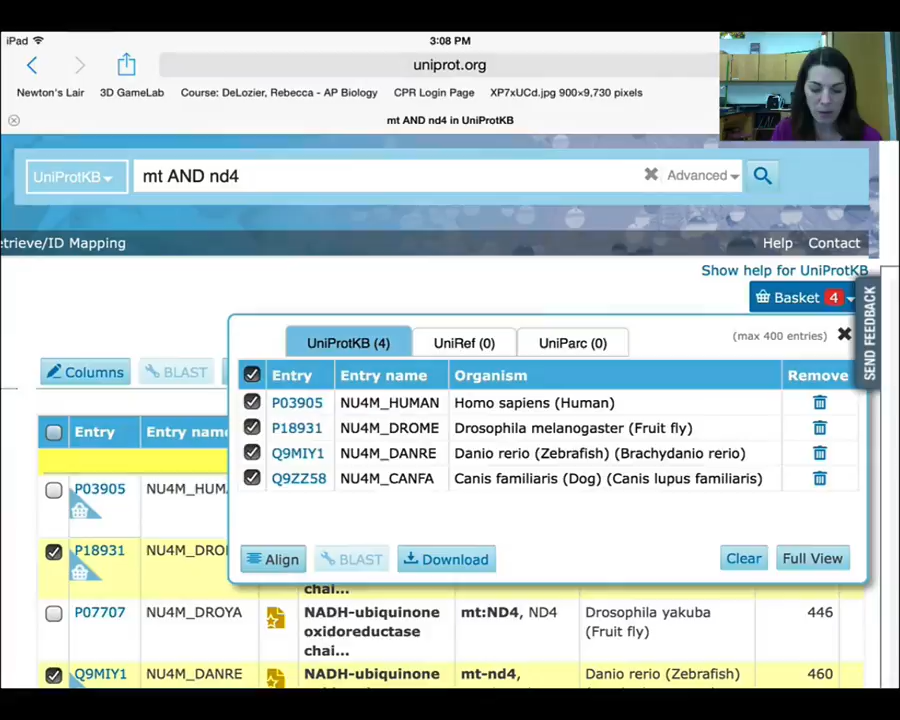 iPad 3:08 PM
uniprot.org
Newton's Lair 3D GameLab Course: DeLozier, Rebecca - AP Biology CPR Login Page XP7xUCd.jpg 900×9,730 pixels
mt AND nd4 in UniProtKB
UniProtKB mt AND nd4 Advanced
etrieve/ID Mapping Help Contact
Show help for UniProtKB
Basket 4
SEND FEEDBACK
UniProtKB (4) UniRef (0) UniParc (0) (max 400 entries)
Columns BLAST
Entry Entry name Organism Remove
P03905 NU4M_HUMAN Homo sapiens (Human)
P18931 NU4M_DROME Drosophila melanogaster (Fruit fly)
Q9MIY1 NU4M_DANRE Danio rerio (Zebrafish) (Brachydanio rerio)
Q9ZZ58 NU4M_CANFA Canis familiaris (Dog) (Canis lupus familiaris)
Align BLAST Download Clear Full View
Entry Entry name
P03905 NU4M_HUM
P18931 NU4M_DRO
chai...
P07707 NU4M_DROYA NADH-ubiquinone mt:ND4, ND4 Drosophila yakuba 446
oxidoreductase (Fruit fly)
chai...
Q9MIY1 NU4M_DANRE NADH-ubiquinone mt-nd4, Danio rerio (Zebrafish) 460